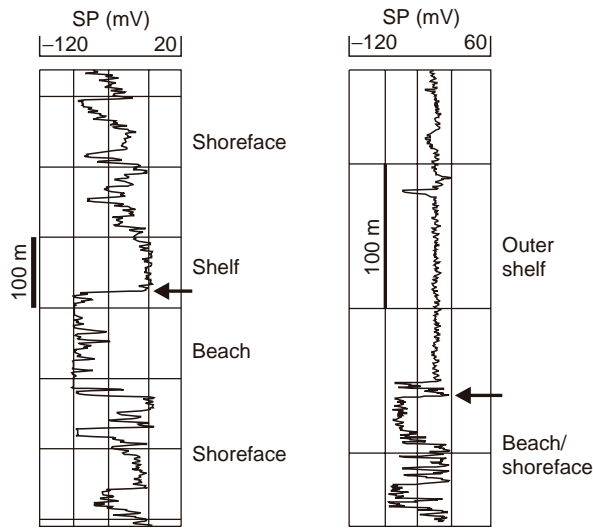 SP (mV)
−120 20
Shoreface
Shelf
100 m
Beach
Shoreface
SP (mV)
−120 60
100 m
Outer
shelf
Beach/
shoreface